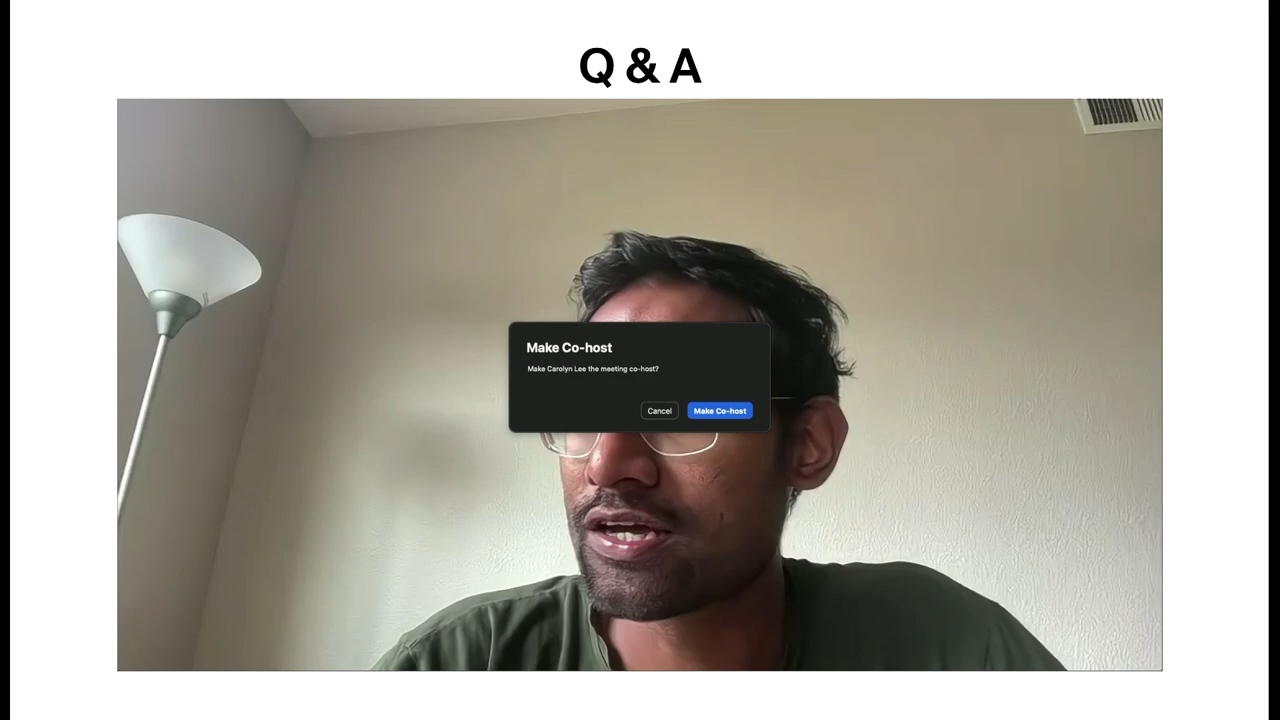 Q & A
Make Co-host
Make Carolyn Lee the meeting co-host?
Cancel
Make Co-host